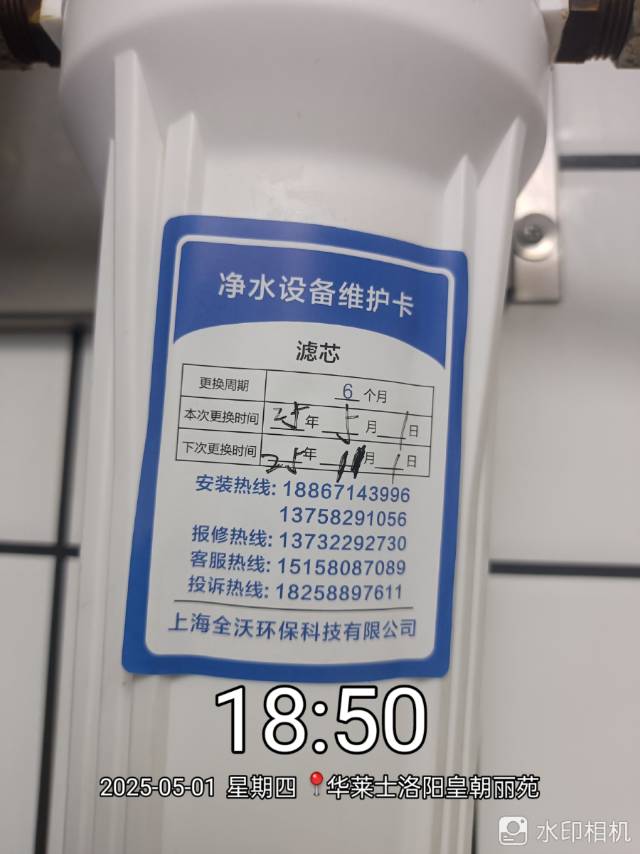 净水设备维护卡
滤芯
更换周期 6 个月
本次更换时间 25 年 5 月 1 日
下次更换时间 25 年 11 月 1 日
安装热线: 18867143996
13758291056
报修热线: 13732292730
客服热线: 15158087089
投诉热线: 18258897611
上海全沃环保科技有限公司
18:50
2025-05-01 星期四 📍华莱士洛阳皇朝丽苑
水印相机